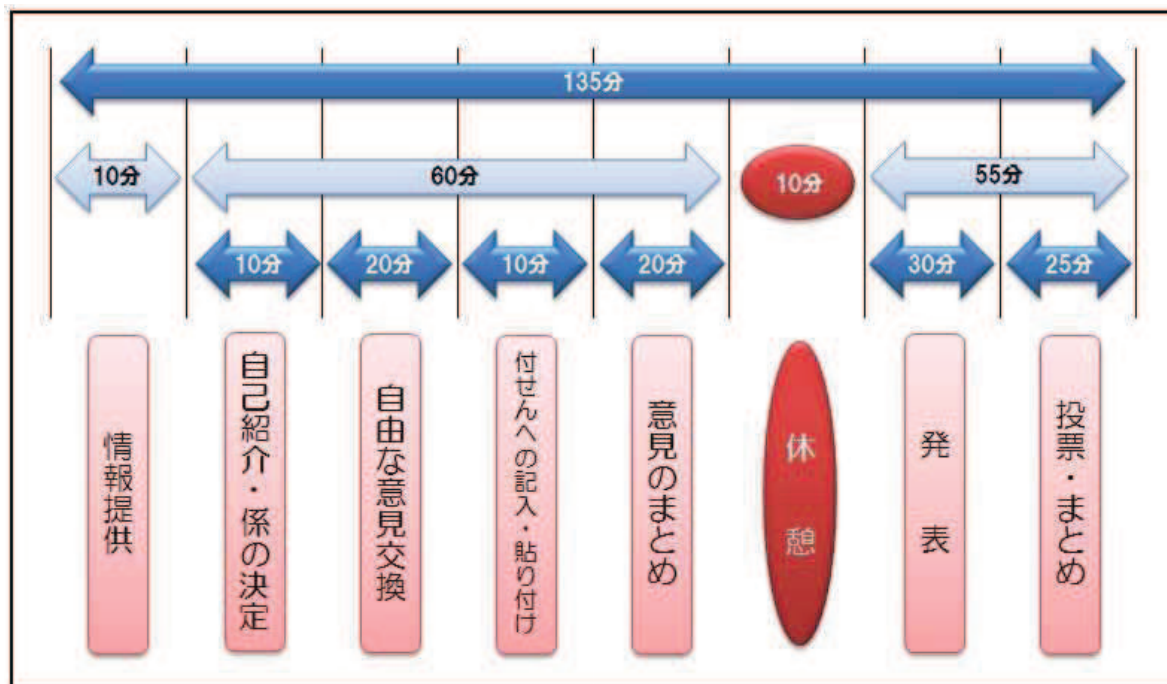 135分
10分
60分
10分
55分
10分
20分
10分
20分
30分
25分
情報提供
自己紹介・係の決定
自由な意見交換
付せんへの記入・貼り付け
意見のまとめ
休憩
発表
投票・まとめ